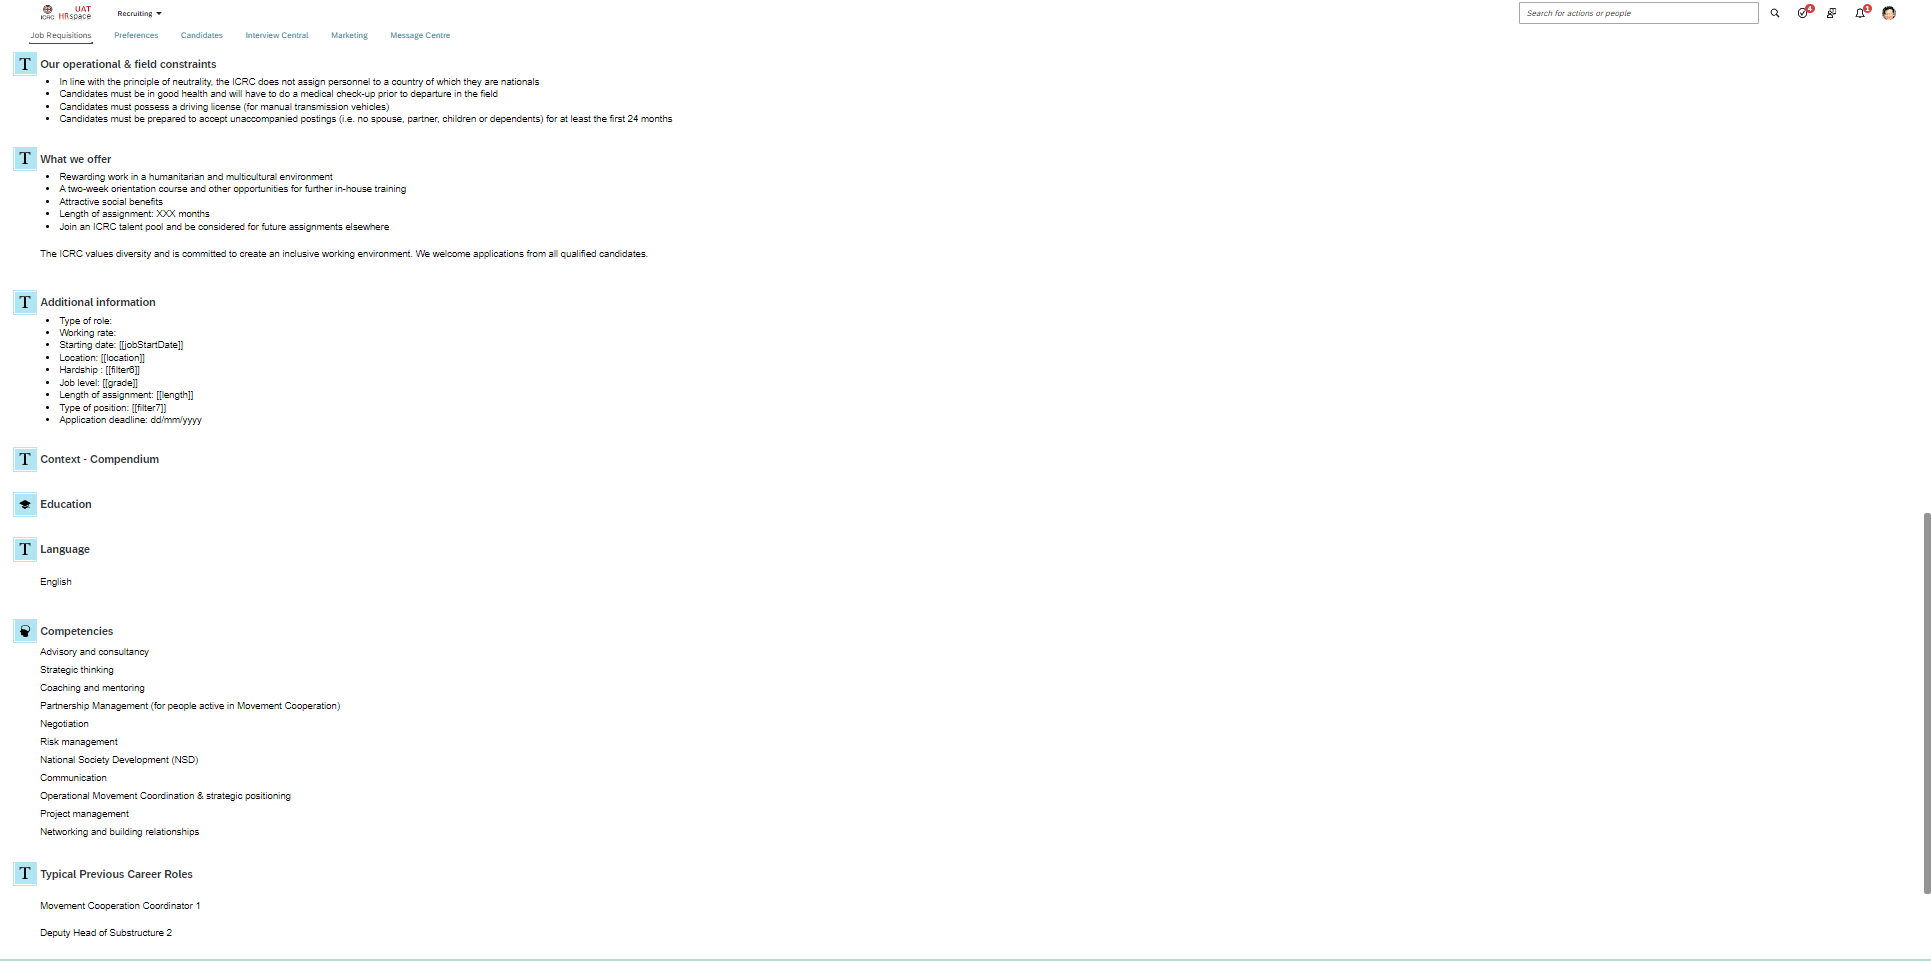 ICRC
UAT
HRspace
Recruiting
Search for actions or people
4
1
Job Requisitions
Preferences
Candidates
Interview Central
Marketing
Message Centre
T Our operational & field constraints
• In line with the principle of neutrality, the ICRC does not assign personnel to a country of which they are nationals
• Candidates must be in good health and will have to do a medical check-up prior to departure in the field
• Candidates must possess a driving license (for manual transmission vehicles)
• Candidates must be prepared to accept unaccompanied postings (i.e. no spouse, partner, children or dependents) for at least the first 24 months
T What we offer
• Rewarding work in a humanitarian and multicultural environment
• A two-week orientation course and other opportunities for further in-house training
• Attractive social benefits
• Length of assignment: XXX months
• Join an ICRC talent pool and be considered for future assignments elsewhere
The ICRC values diversity and is committed to create an inclusive working environment. We welcome applications from all qualified candidates.
T Additional information
• Type of role:
• Working rate:
• Starting date: [[jobStartDate]]
• Location: [[location]]
• Hardship : [[filter6]]
• Job level: [[grade]]
• Length of assignment: [[length]]
• Type of position: [[filter7]]
• Application deadline: dd/mm/yyyy
T Context - Compendium
Education
T Language
English
Competencies
Advisory and consultancy
Strategic thinking
Coaching and mentoring
Partnership Management (for people active in Movement Cooperation)
Negotiation
Risk management
National Society Development (NSD)
Communication
Operational Movement Coordination & strategic positioning
Project management
Networking and building relationships
T Typical Previous Career Roles
Movement Cooperation Coordinator 1
Deputy Head of Substructure 2